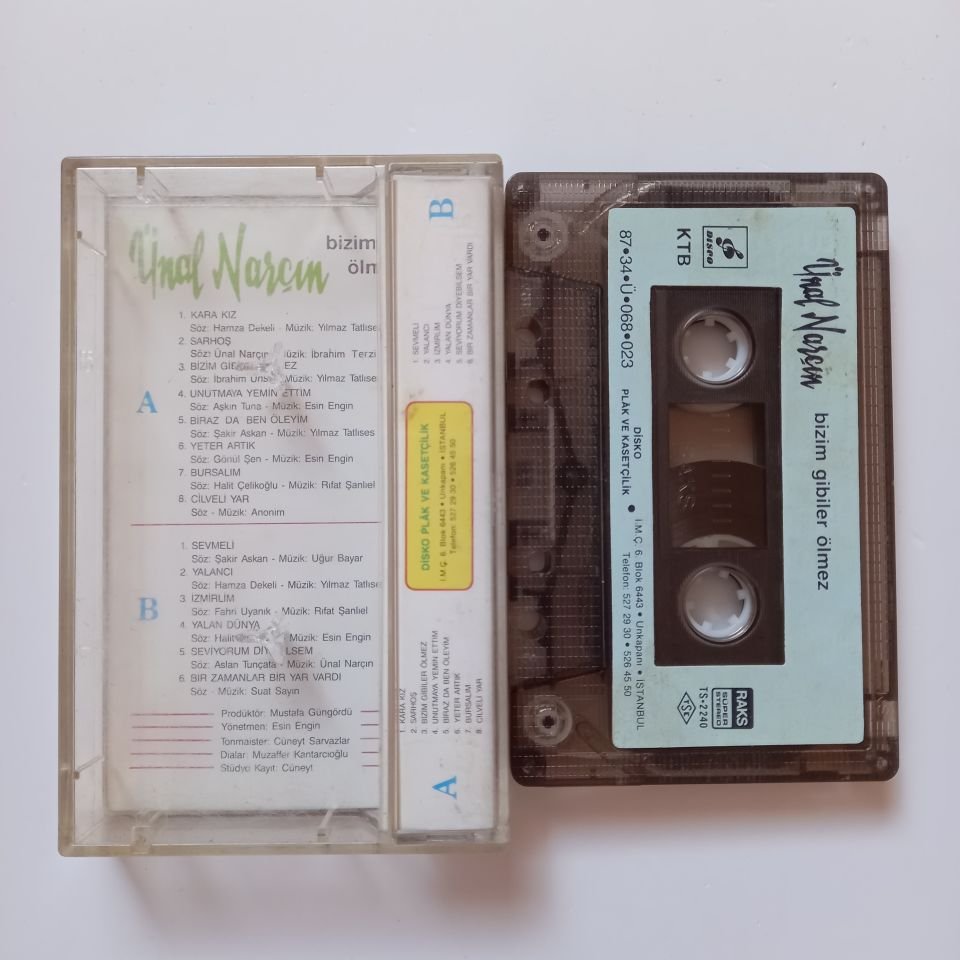 Ünal Narçın
bizim
ölm
A
1. KARA KIZ
Söz: Hamza Dekeli - Müzik: Yılmaz Tatlıse
2. SARHOŞ
Söz: Ünal Narçın Müzik: İbrahim Terzi
3. BİZİM GİBİLER ÖLMEZ
Söz: İbrahim Müzik: Yılmaz Tatlıses
4. UNUTMAYA YEMİN ETTİM
Söz: Aşkın Tuna - Müzik: Esin Engin
5. BİRAZ DA BEN ÖLEYİM
Söz: Şakir Askan - Müzik: Yılmaz Tatlıses
6. YETER ARTIK
Söz: Gönül Şen - Müzik: Esin Engin
7. BURSALIM
Söz: Halit Çelikoğlu - Müzik: Rıfat Şanlıel
8. CİLVELİ YAR
Söz - Müzik: Anonim
B
1. SEVMELİ
Söz: Şakir Askan - Müzik: Uğur Bayar
2. YALANCI
Söz: Hamza Dekeli - Müzik: Yılmaz Tatlıse
3. İZMİRLİM
Söz: Fahri Uyanık - Müzik: Rıfat Şanlıel
4. YALAN DÜNYA
Söz: Halit Müzik: Esin Engin
5. SEVİYORUM DİYEBİLSEM
Söz: Aslan Tunçata - Müzik: Ünal Narçın
6. BİR ZAMANLAR BİR YAR VARDI
Söz - Müzik: Suat Sayın
Prodüktör: Mustafa Güngördü
Yönetmen: Esin Engin
Tonmaister: Cüneyt Sarvazlar
Dialar: Muzaffer Kantarcıoğlu
Stüdyo Kayıt: Cüneyt
A
1. KARA KIZ
2. SARHOŞ
3. BİZİM GİBİLER ÖLMEZ
4. UNUTMAYA YEMİN ETTİM
5. BİRAZ DA BEN ÖLEYİM
6. YETER ARTIK
7. BURSALIM
8. CİLVELİ YAR
DİSKO PLÂK VE KASETÇİLİK
İ.M.Ç. 6. Blok 6443 • Unkapanı • İSTANBUL
Telefon: 527 29 30 • 526 45 50
B
1. SEVMELİ
2. YALANCI
3. İZMİRLİM
4. YALAN DÜNYA
5. SEVİYORUM DİYEBİLSEM
6. BİR ZAMANLAR BİR YAR VARDI
Ünal Narçın bizim gibiler ölmez
DISCO
KTB
87•34•Ü•068•023
DİSKO
PLÂK VE KASETÇİLİK • İ.M.Ç. 6. Blok 6443 • Unkapanı • İSTANBUL
Telefon: 527 29 30 • 526 45 50
RAKS
SÜPER
STEREO
TS-2240
TSE
RAKS